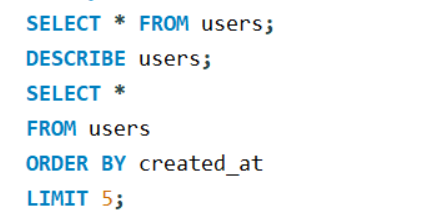 SELECT * FROM users;
DESCRIBE users;
SELECT *
FROM users
ORDER BY created_at
LIMIT 5;